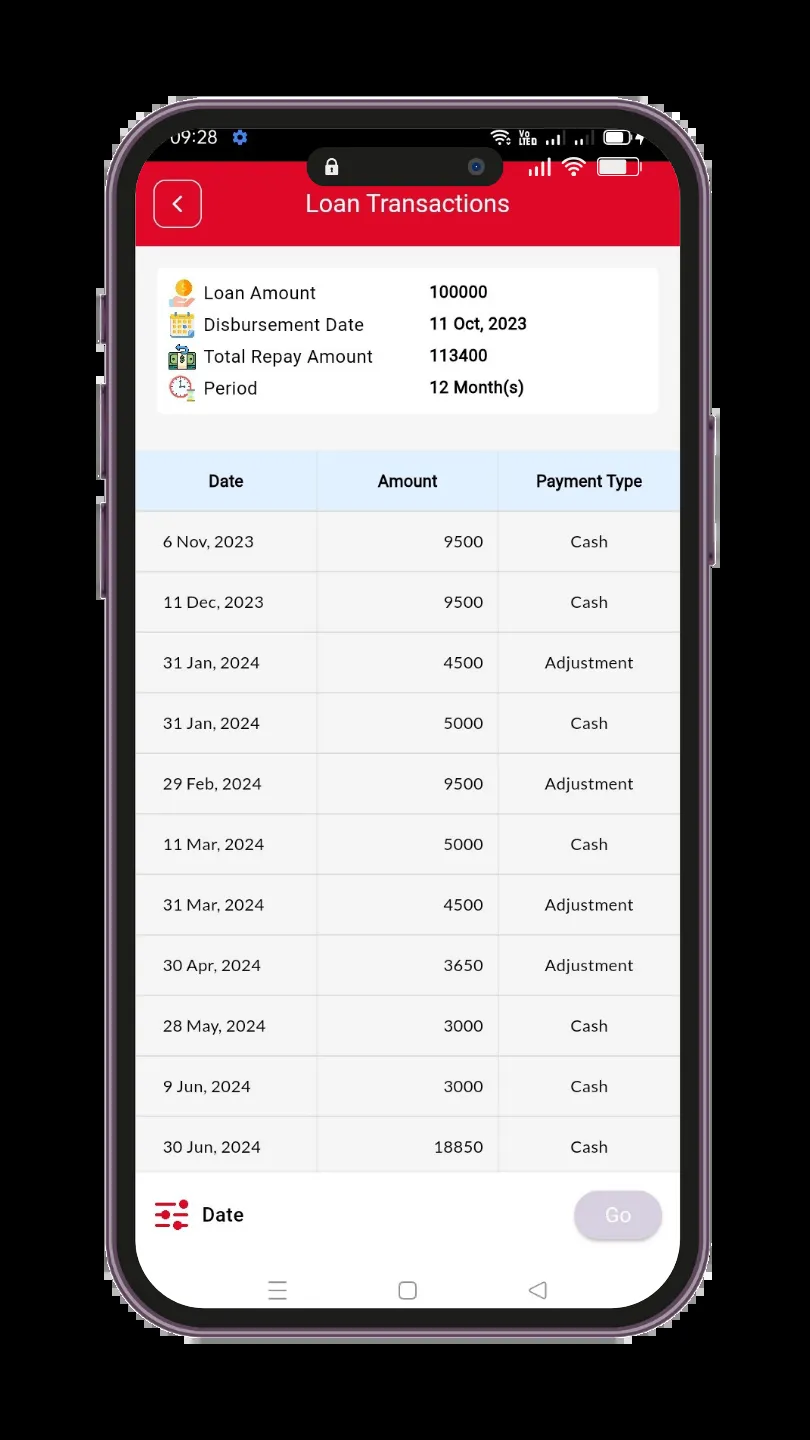 09:28
Vo LTE
Loan Transactions
Loan Amount 100000
Disbursement Date 11 Oct, 2023
Total Repay Amount 113400
Period 12 Month(s)
Date Amount Payment Type
6 Nov, 2023 9500 Cash
11 Dec, 2023 9500 Cash
31 Jan, 2024 4500 Adjustment
31 Jan, 2024 5000 Cash
29 Feb, 2024 9500 Adjustment
11 Mar, 2024 5000 Cash
31 Mar, 2024 4500 Adjustment
30 Apr, 2024 3650 Adjustment
28 May, 2024 3000 Cash
9 Jun, 2024 3000 Cash
30 Jun, 2024 18850 Cash
Date Go